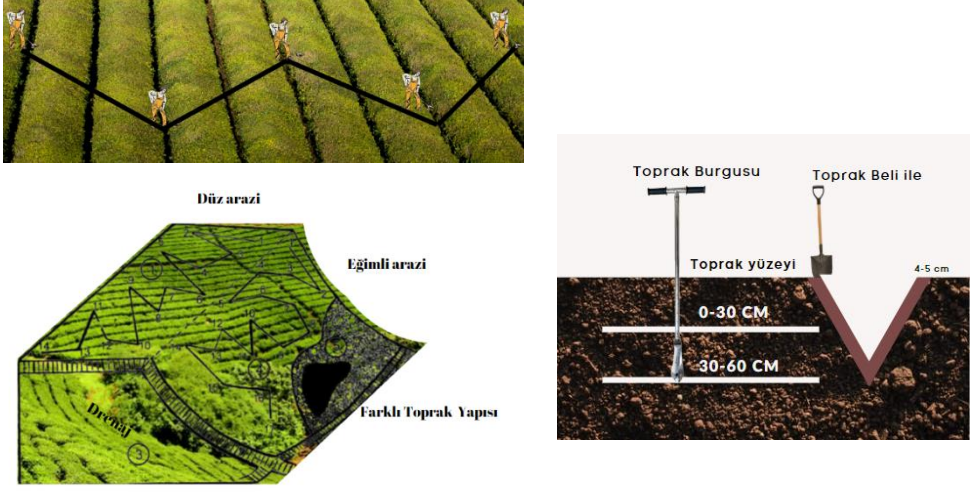 Düz arazi
Eğimli arazi
Farklı Toprak Yapısı
Drenaj
3
Toprak Burgusu
Toprak Beli ile
Toprak yüzeyi
4-5 cm
0-30 CM
30-60 CM